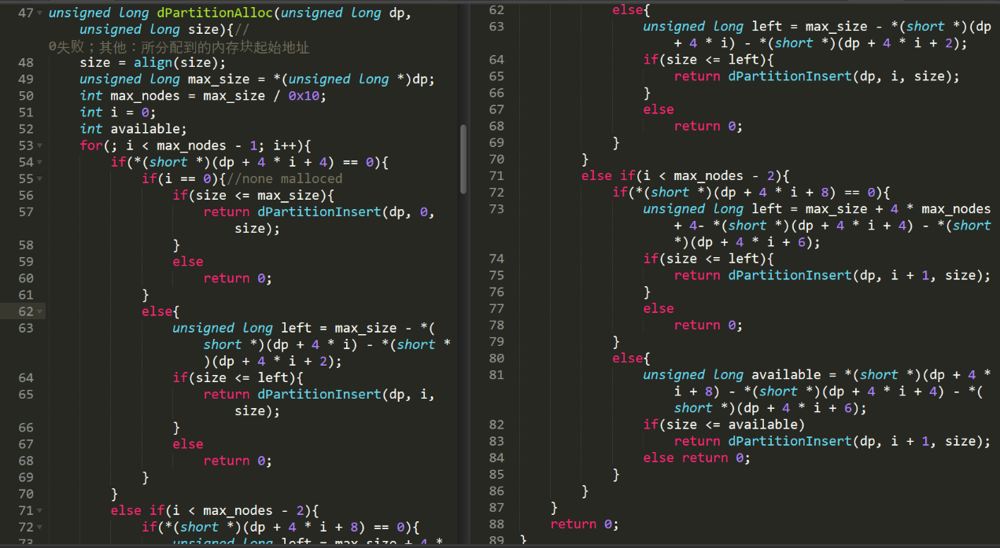 47 unsigned long dPartitionAlloc(unsigned long dp,
unsigned long size){//
0失败；其他：所分配到的内存块起始地址
48 size = align(size);
49 unsigned long max_size = *(unsigned long *)dp;
50 int max_nodes = max_size / 0x10;
51 int i = 0;
52 int available;
53 for(; i < max_nodes - 1; i++){
54 if(*(short *)(dp + 4 * i + 4) == 0){
55 if(i == 0){//none malloced
56 if(size <= max_size){
57 return dPartitionInsert(dp, 0,
size);
58 }
59 else
60 return 0;
61 }
62 else{
63 unsigned long left = max_size - *(
short *)(dp + 4 * i) - *(short *
)(dp + 4 * i + 2);
64 if(size <= left){
65 return dPartitionInsert(dp, i,
size);
66 }
67 else
68 return 0;
69 }
70 }
71 else if(i < max_nodes - 2){
72 if(*(short *)(dp + 4 * i + 8) == 0){
73 unsigned long left = max_size + 4 *
62 else{
63 unsigned long left = max_size - *(short *)(dp
+ 4 * i) - *(short *)(dp + 4 * i + 2);
64 if(size <= left){
65 return dPartitionInsert(dp, i, size);
66 }
67 else
68 return 0;
69 }
70 }
71 else if(i < max_nodes - 2){
72 if(*(short *)(dp + 4 * i + 8) == 0){
73 unsigned long left = max_size + 4 * max_nodes
+ 4- *(short *)(dp + 4 * i + 4) - *(short
*)(dp + 4 * i + 6);
74 if(size <= left){
75 return dPartitionInsert(dp, i + 1, size);
76 }
77 else
78 return 0;
79 }
80 else{
81 unsigned long available = *(short *)(dp + 4 *
i + 8) - *(short *)(dp + 4 * i + 4) - *(
short *)(dp + 4 * i + 6);
82 if(size <= available)
83 return dPartitionInsert(dp, i + 1, size);
84 else return 0;
85 }
86 }
87 }
88 return 0;
89 }